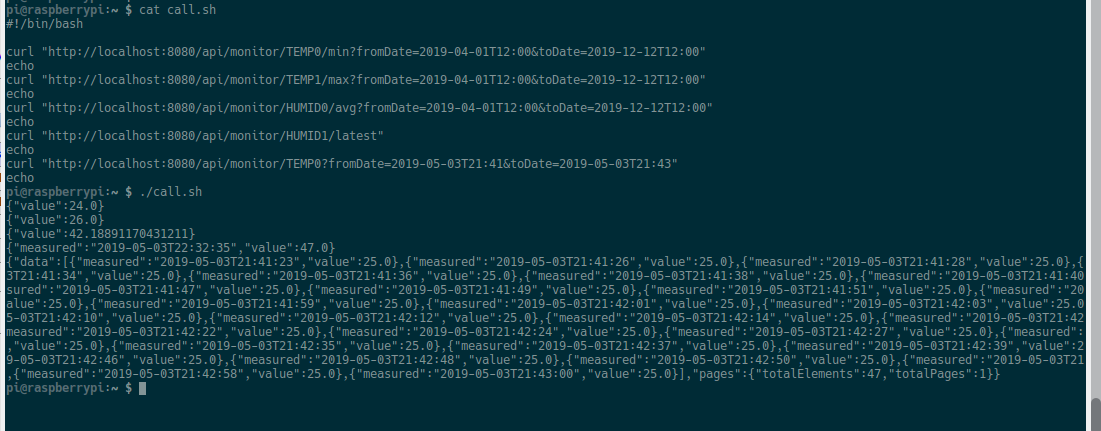 pi@raspberrypi:~ $ cat call.sh
#!/bin/bash
curl "http://localhost:8080/api/monitor/TEMP0/min?fromDate=2019-04-01T12:00&toDate=2019-12-12T12:00"
echo
curl "http://localhost:8080/api/monitor/TEMP1/max?fromDate=2019-04-01T12:00&toDate=2019-12-12T12:00"
echo
curl "http://localhost:8080/api/monitor/HUMID0/avg?fromDate=2019-04-01T12:00&toDate=2019-12-12T12:00"
echo
curl "http://localhost:8080/api/monitor/HUMID1/latest"
echo
curl "http://localhost:8080/api/monitor/TEMP0?fromDate=2019-05-03T21:41&toDate=2019-05-03T21:43"
echo
pi@raspberrypi:~ $ ./call.sh
{"value":24.0}
{"value":26.0}
{"value":42.18891170431211}
{"measured":"2019-05-03T22:32:35","value":47.0}
{"data":[{"measured":"2019-05-03T21:41:23","value":25.0},{"measured":"2019-05-03T21:41:26","value":25.0},{"measured":"2019-05-03T21:41:28","value":25.0},{
3T21:41:34","value":25.0},{"measured":"2019-05-03T21:41:36","value":25.0},{"measured":"2019-05-03T21:41:38","value":25.0},{"measured":"2019-05-03T21:41:40
sured":"2019-05-03T21:41:47","value":25.0},{"measured":"2019-05-03T21:41:49","value":25.0},{"measured":"2019-05-03T21:41:51","value":25.0},{"measured":"20
alue":25.0},{"measured":"2019-05-03T21:41:59","value":25.0},{"measured":"2019-05-03T21:42:01","value":25.0},{"measured":"2019-05-03T21:42:03","value":25.0
5-03T21:42:10","value":25.0},{"measured":"2019-05-03T21:42:12","value":25.0},{"measured":"2019-05-03T21:42:14","value":25.0},{"measured":"2019-05-03T21:42
measured":"2019-05-03T21:42:22","value":25.0},{"measured":"2019-05-03T21:42:24","value":25.0},{"measured":"2019-05-03T21:42:27","value":25.0},{"measured":
,"value":25.0},{"measured":"2019-05-03T21:42:35","value":25.0},{"measured":"2019-05-03T21:42:37","value":25.0},{"measured":"2019-05-03T21:42:39","value":2
9-05-03T21:42:46","value":25.0},{"measured":"2019-05-03T21:42:48","value":25.0},{"measured":"2019-05-03T21:42:50","value":25.0},{"measured":"2019-05-03T21
,{"measured":"2019-05-03T21:42:58","value":25.0},{"measured":"2019-05-03T21:43:00","value":25.0}],"pages":{"totalElements":47,"totalPages":1}}
pi@raspberrypi:~ $